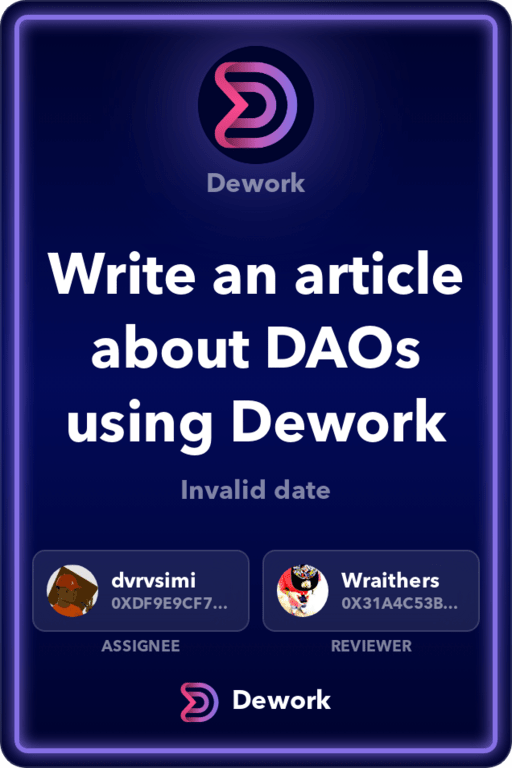 Dework
Write an article
about DAOs
using Dework
Invalid date
dvrvsimi
0XDF9E9CF7...
ASSIGNEE
Wraithers
0X31A4C53B...
REVIEWER
Dework